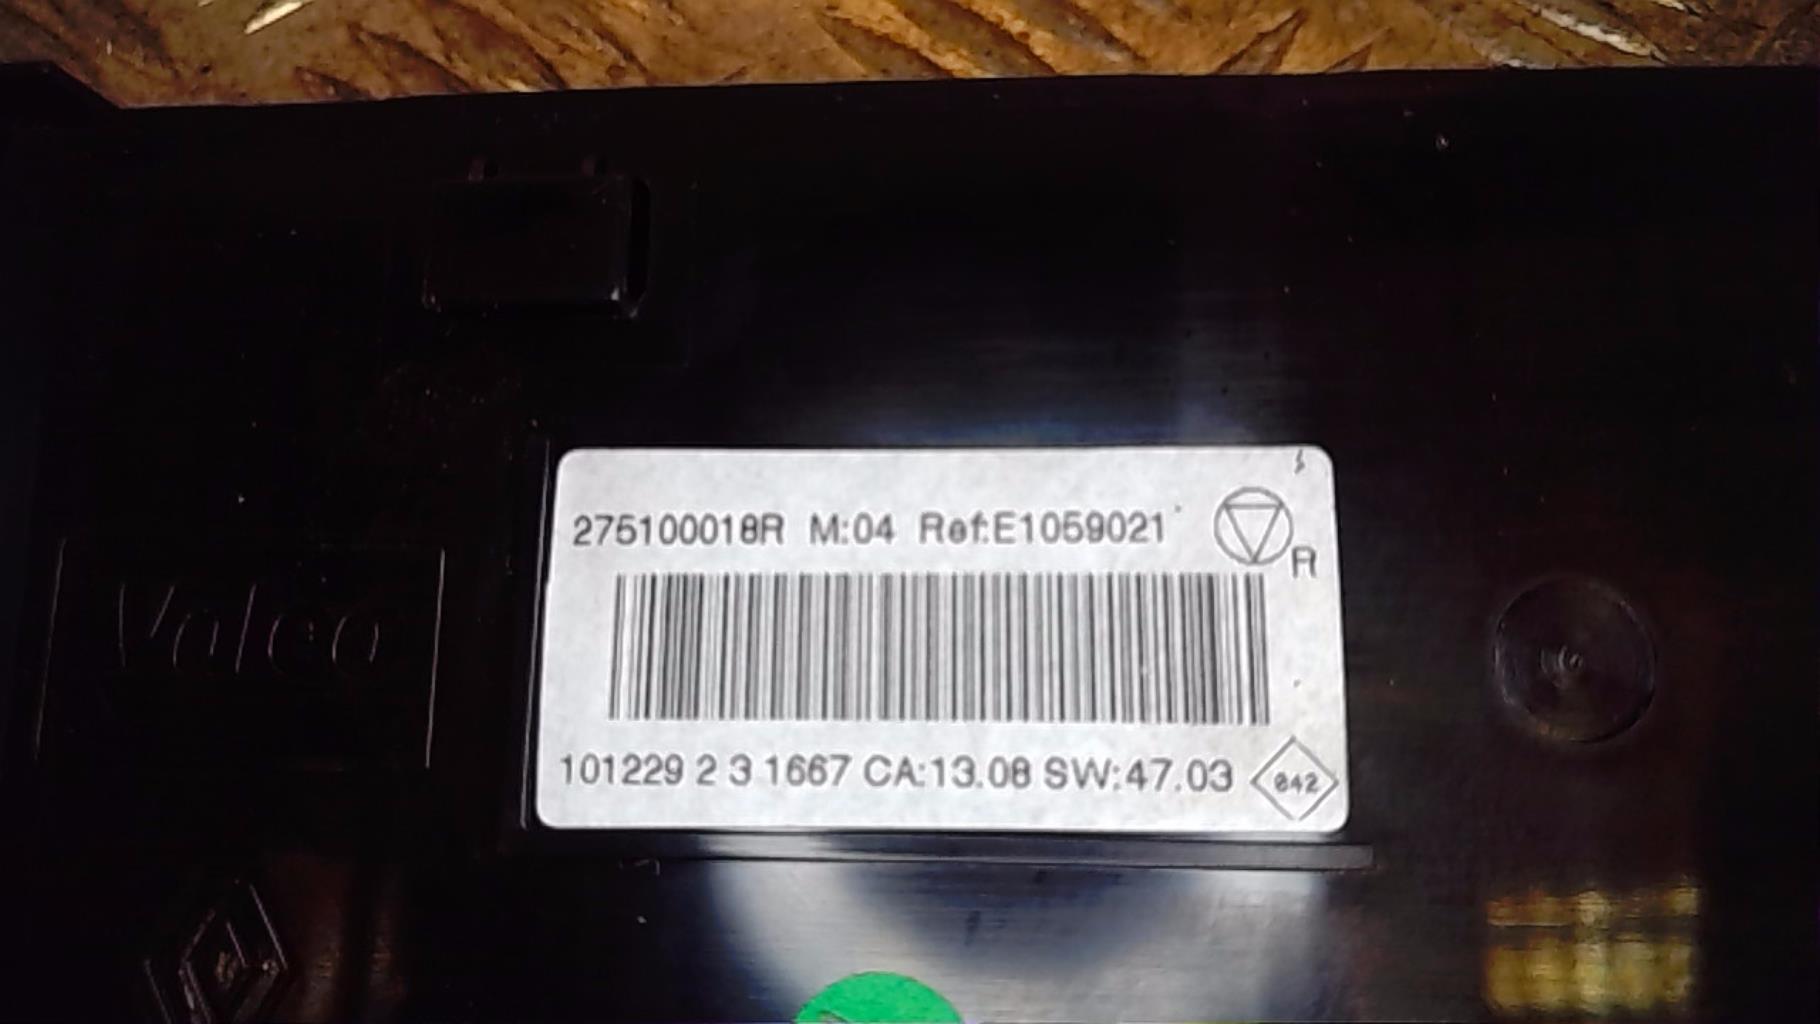 275100018R M:04 Ref:E1059021
R
Valeo
101229 2 3 1667 CA:13.08 SW:47.03
842